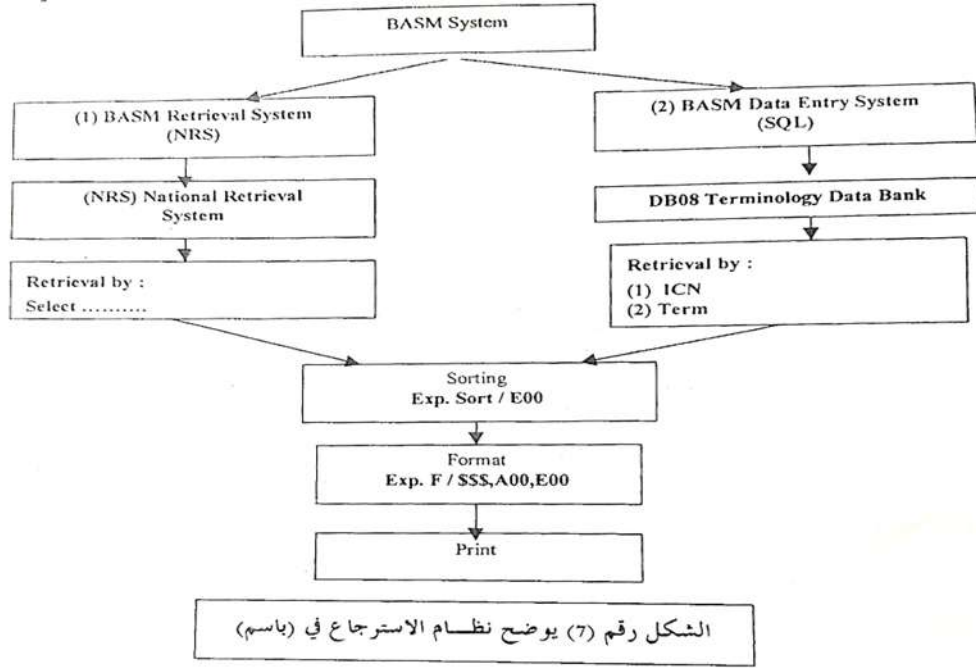 BASM System
(1) BASM Retrieval System
(NRS)
(2) BASM Data Entry System
(SQL)
(NRS) National Retrieval
System
DB08 Terminology Data Bank
Retrieval by :
Select ..........
Retrieval by :
(1) ICN
(2) Term
Sorting
Exp. Sort / E00
Format
Exp. F / $$$,A00,E00
Print
الشكل رقم (7) يوضح نظـــام الاسترجاع في (باسم)